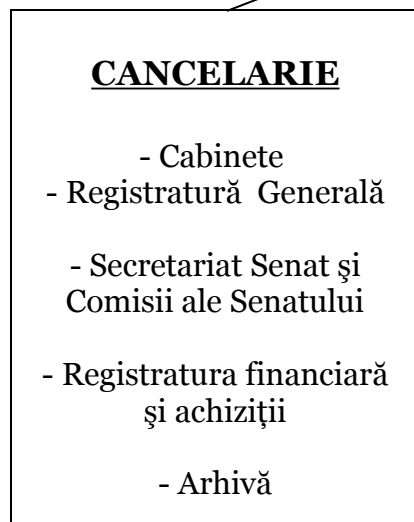 CANCELARIE
- Cabinete
- Registratură Generală
- Secretariat Senat şi
Comisii ale Senatului
- Registratura financiară
şi achiziţii
- Arhivă